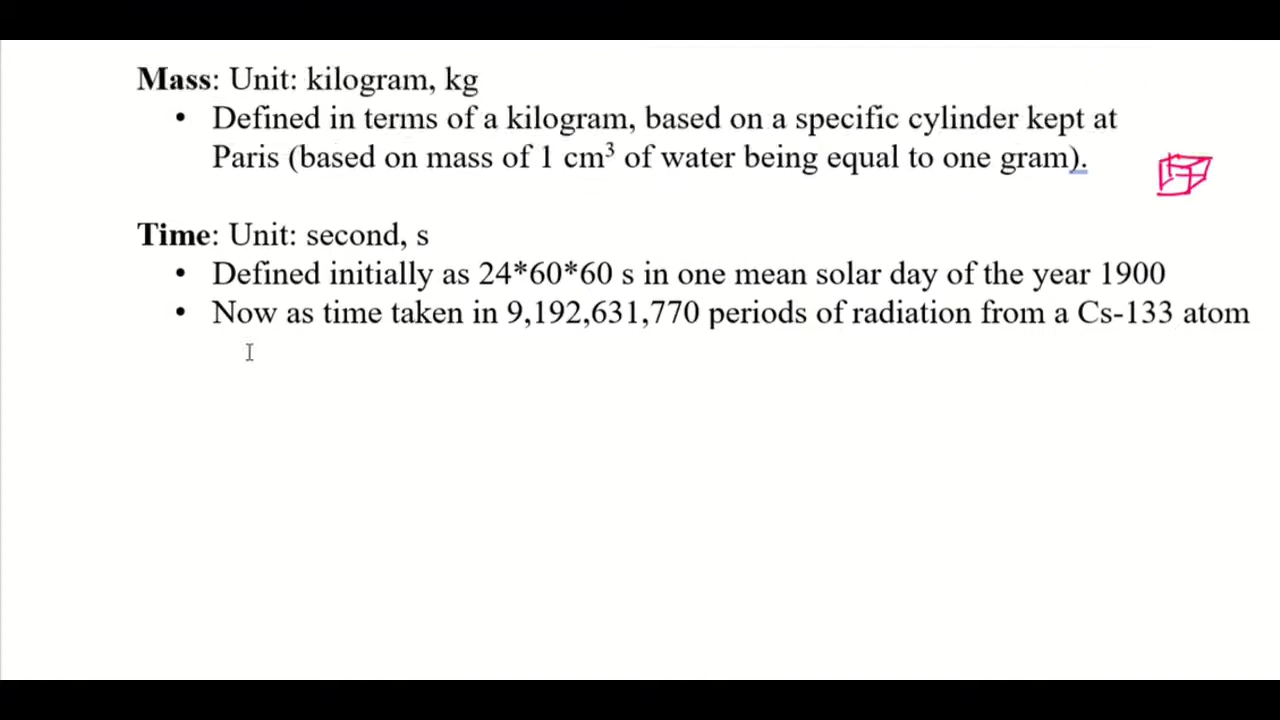 Mass: Unit: kilogram, kg
• Defined in terms of a kilogram, based on a specific cylinder kept at
Paris (based on mass of 1 cm³ of water being equal to one gram).
Time: Unit: second, s
• Defined initially as 24*60*60 s in one mean solar day of the year 1900
• Now as time taken in 9,192,631,770 periods of radiation from a Cs-133 atom